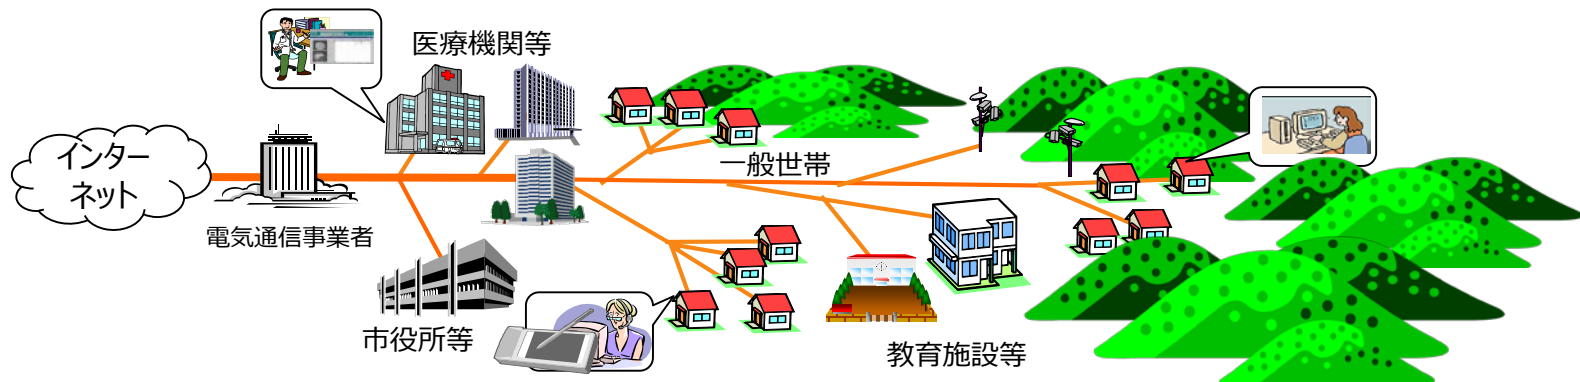 医療機関等
インター
ネット
一般世帯
電気通信事業者
市役所等
教育施設等